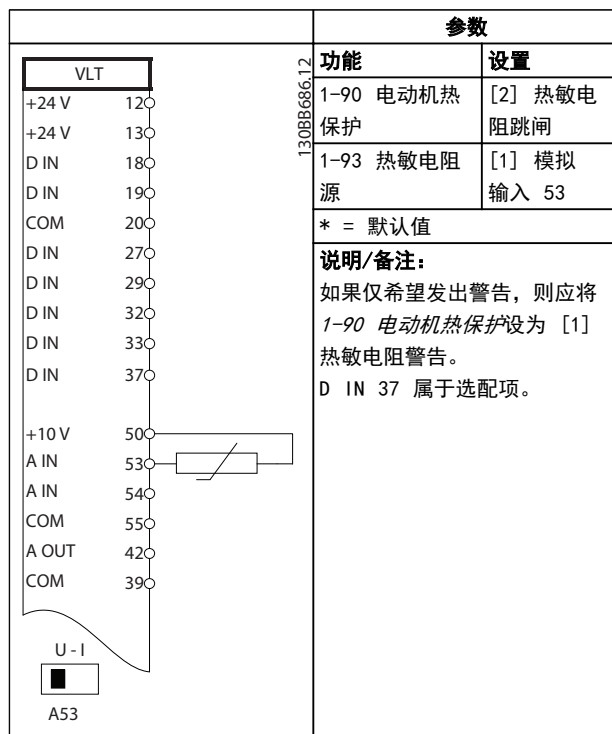 VLT
+24 V 12
+24 V 13
D IN 18
D IN 19
COM 20
D IN 27
D IN 29
D IN 32
D IN 33
D IN 37
+10 V 50
A IN 53
A IN 54
COM 55
A OUT 42
COM 39
U - I
A53
130BB686.12
参数
功能 设置
1-90 电动机热 [2] 热敏电
保护 阻跳闸
1-93 热敏电阻 [1] 模拟
源 输入 53
* = 默认值
说明/备注：
如果仅希望发出警告，则应将
1-90 电动机热保护设为 [1]
热敏电阻警告。
D IN 37 属于选配项。